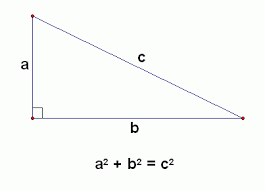 a
c
b
a² + b² = c²